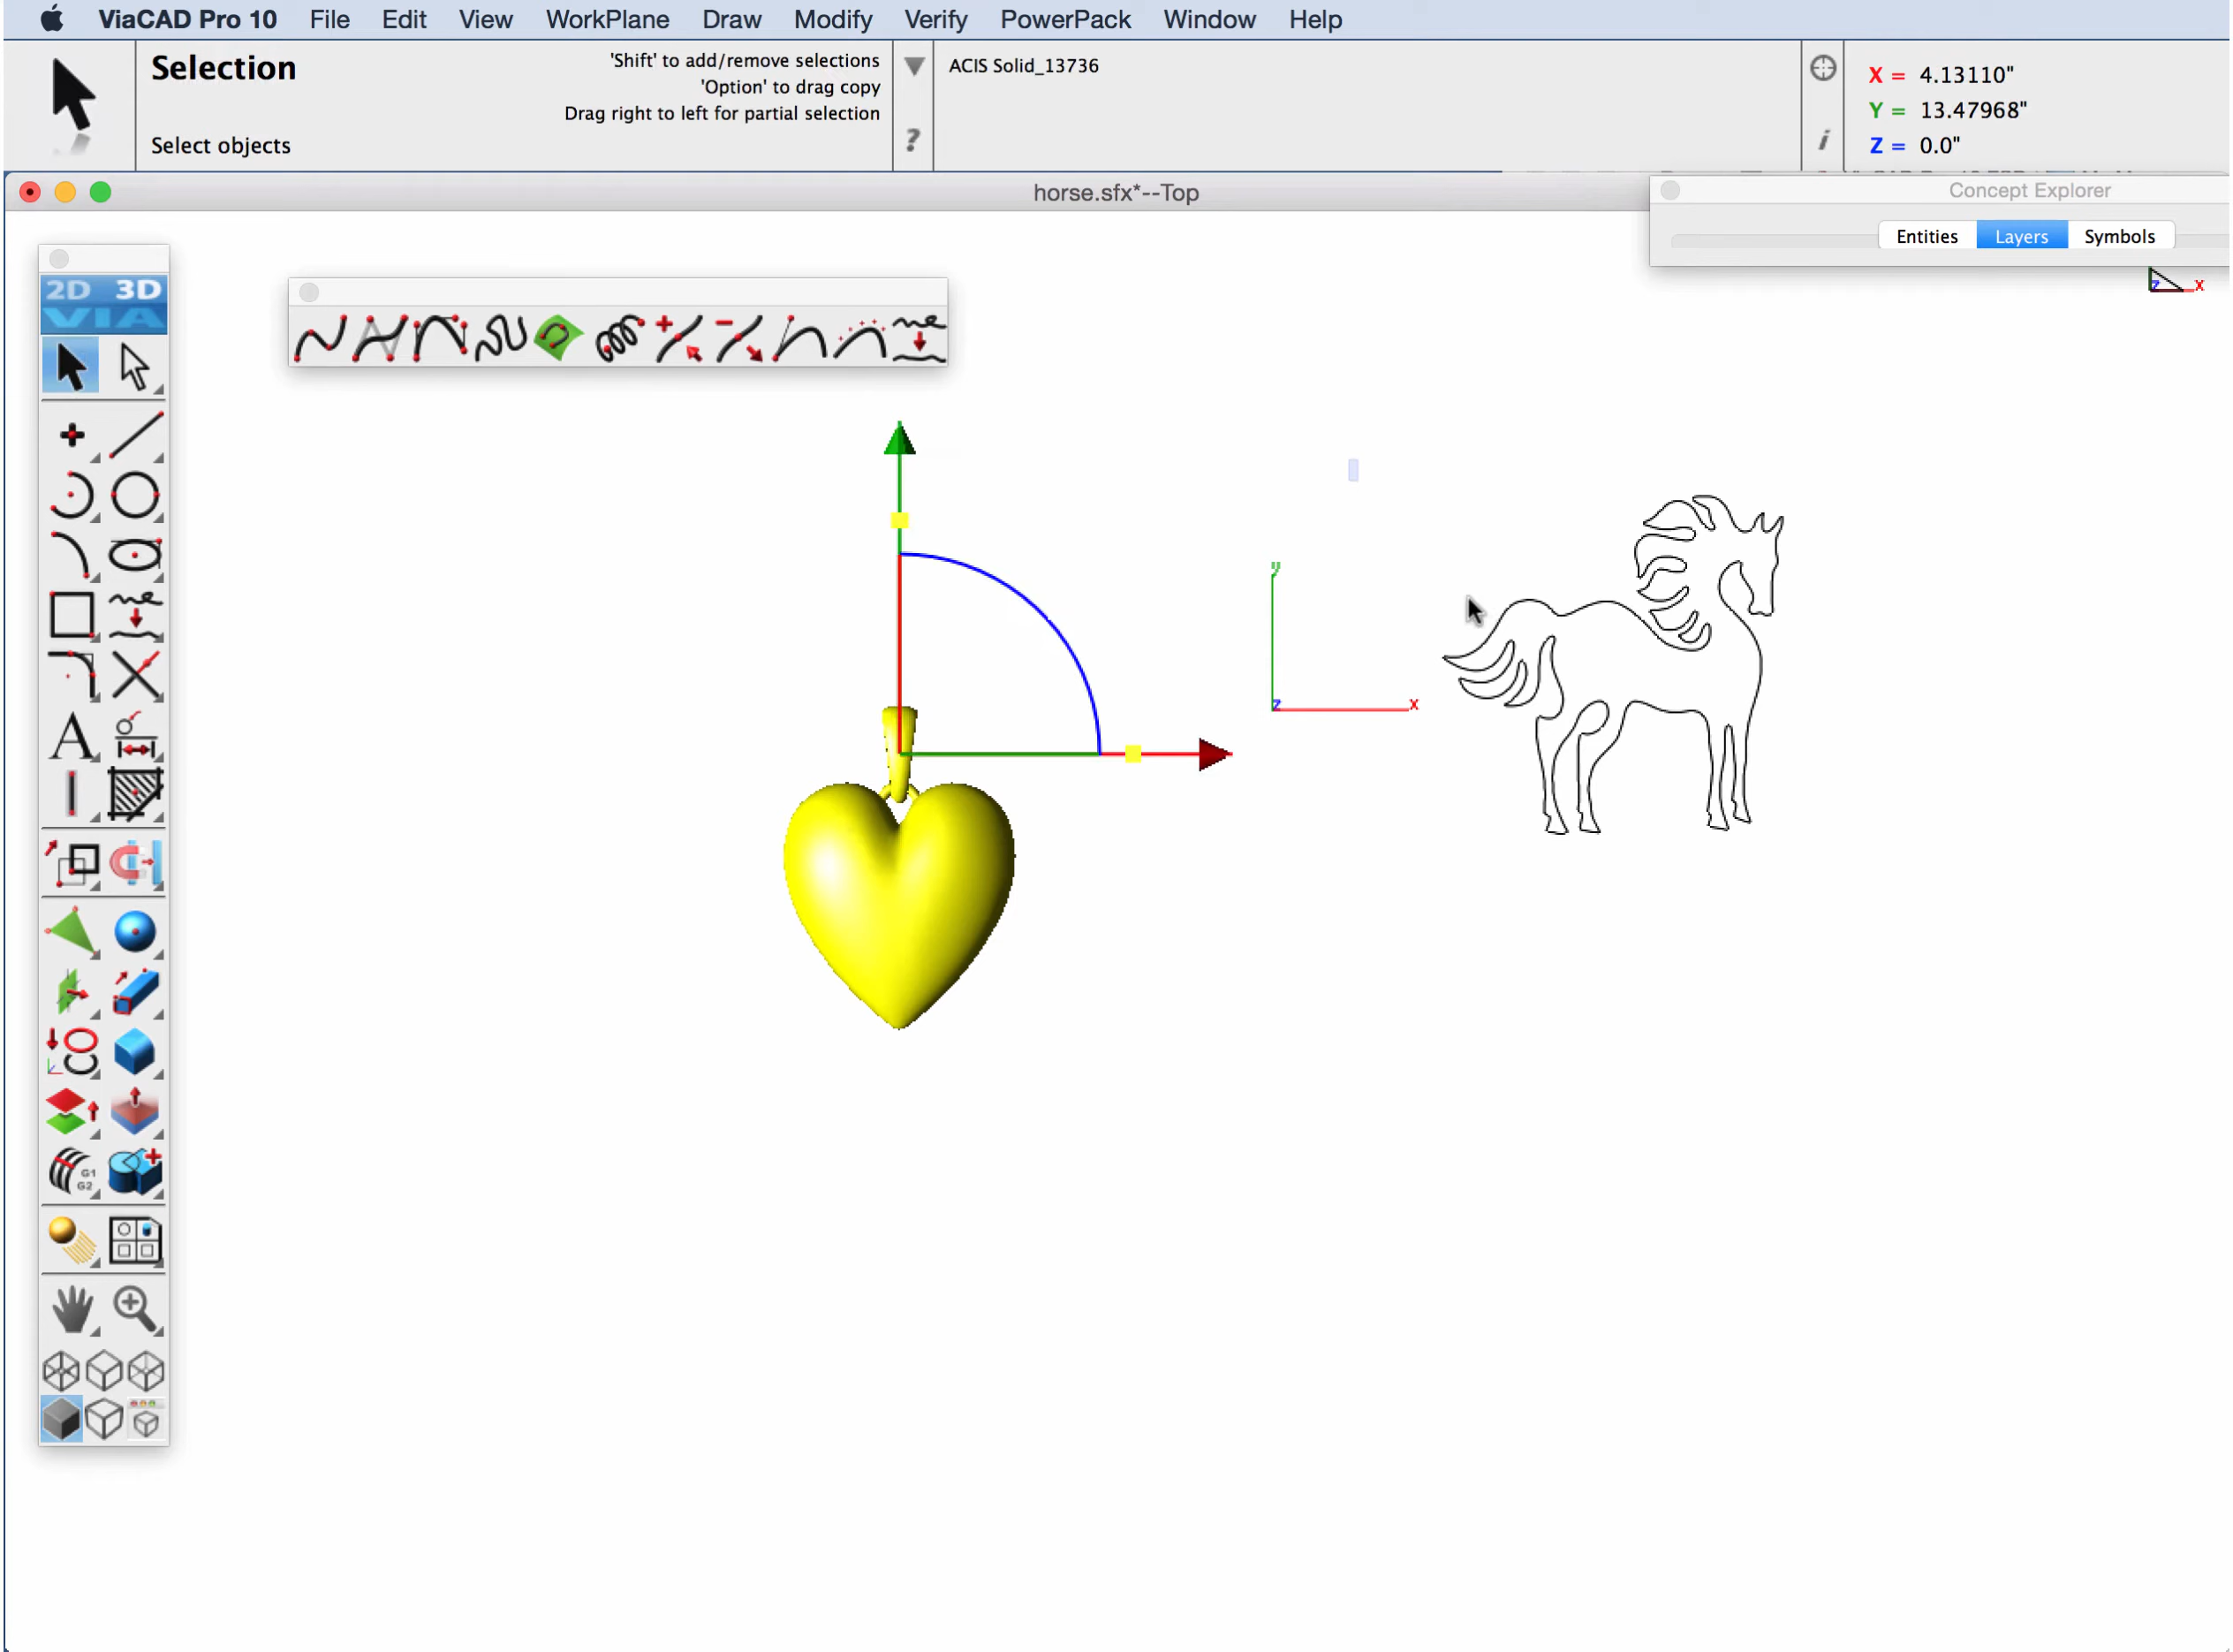 ViaCAD Pro 10 File Edit View WorkPlane Draw Modify Verify PowerPack Window Help
Selection
'Shift' to add/remove selections
'Option' to drag copy
Drag right to left for partial selection
Select objects
?
ACIS Solid_13736
i
X = 4.13110"
Y = 13.47968"
Z = 0.0"
horse.sfx*--Top
Concept Explorer
Entities Layers Symbols
z x
2D 3D
VIA
A
G1
G2
y
z x